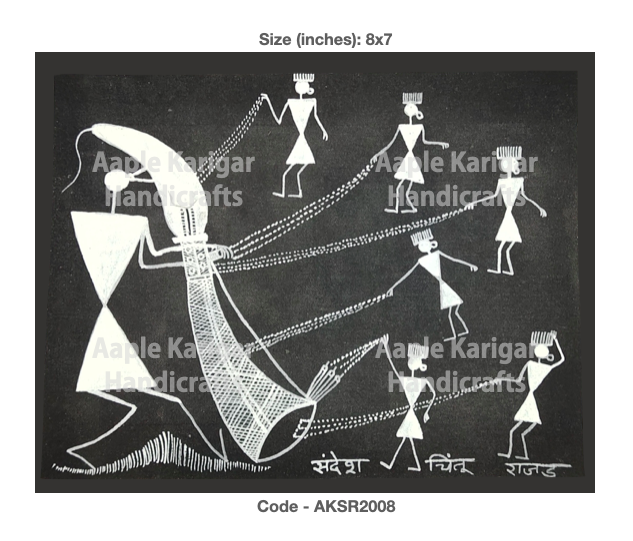 Size (inches): 8x7
Aaple Karigar Aaple Karigar
Handicrafts Handicrafts
Aaple Karigar Aaple Karigar
Handicrafts Handicrafts
संदेश चिंतू राजड
Code - AKSR2008